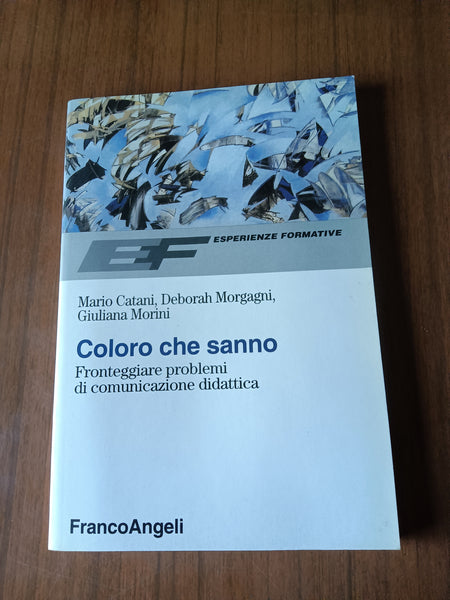 EF ESPERIENZE FORMATIVE
Mario Catani, Deborah Morgagni,
Giuliana Morini
Coloro che sanno
Fronteggiare problemi
di comunicazione didattica
FrancoAngeli